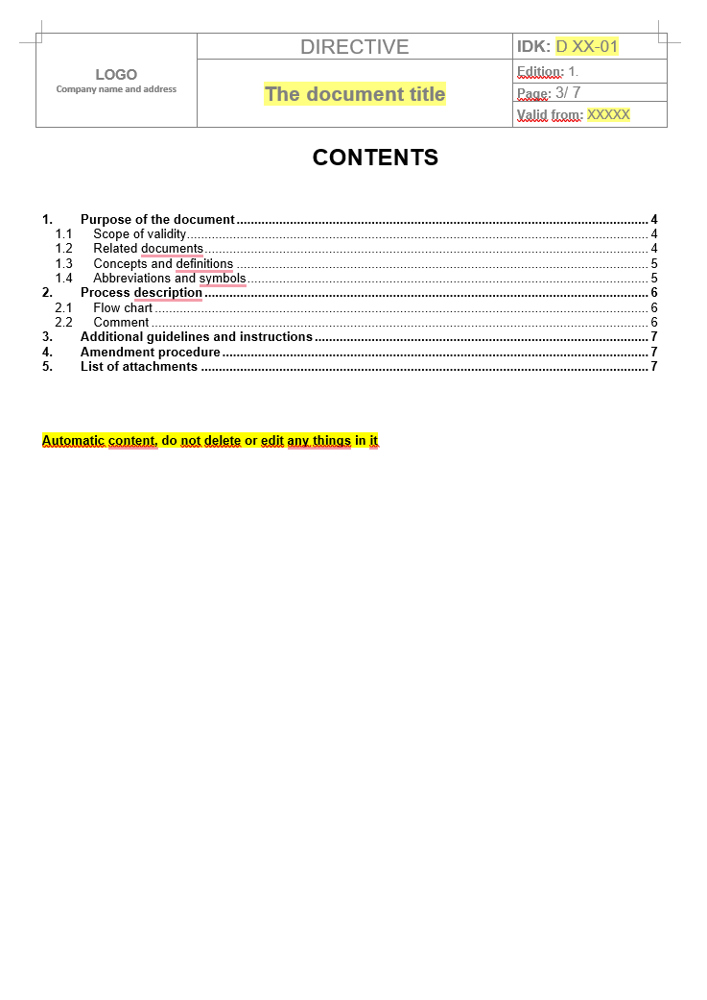 LOGO
Company name and address
DIRECTIVE
The document title
IDK: D XX-01
Edition: 1.
Page: 3/ 7
Valid from: XXXXX
CONTENTS
1. Purpose of the document 4
1.1 Scope of validity 4
1.2 Related documents 4
1.3 Concepts and definitions 5
1.4 Abbreviations and symbols 5
2. Process description 6
2.1 Flow chart 6
2.2 Comment 6
3. Additional guidelines and instructions 7
4. Amendment procedure 7
5. List of attachments 7
Automatic content, do not delete or edit any things in it